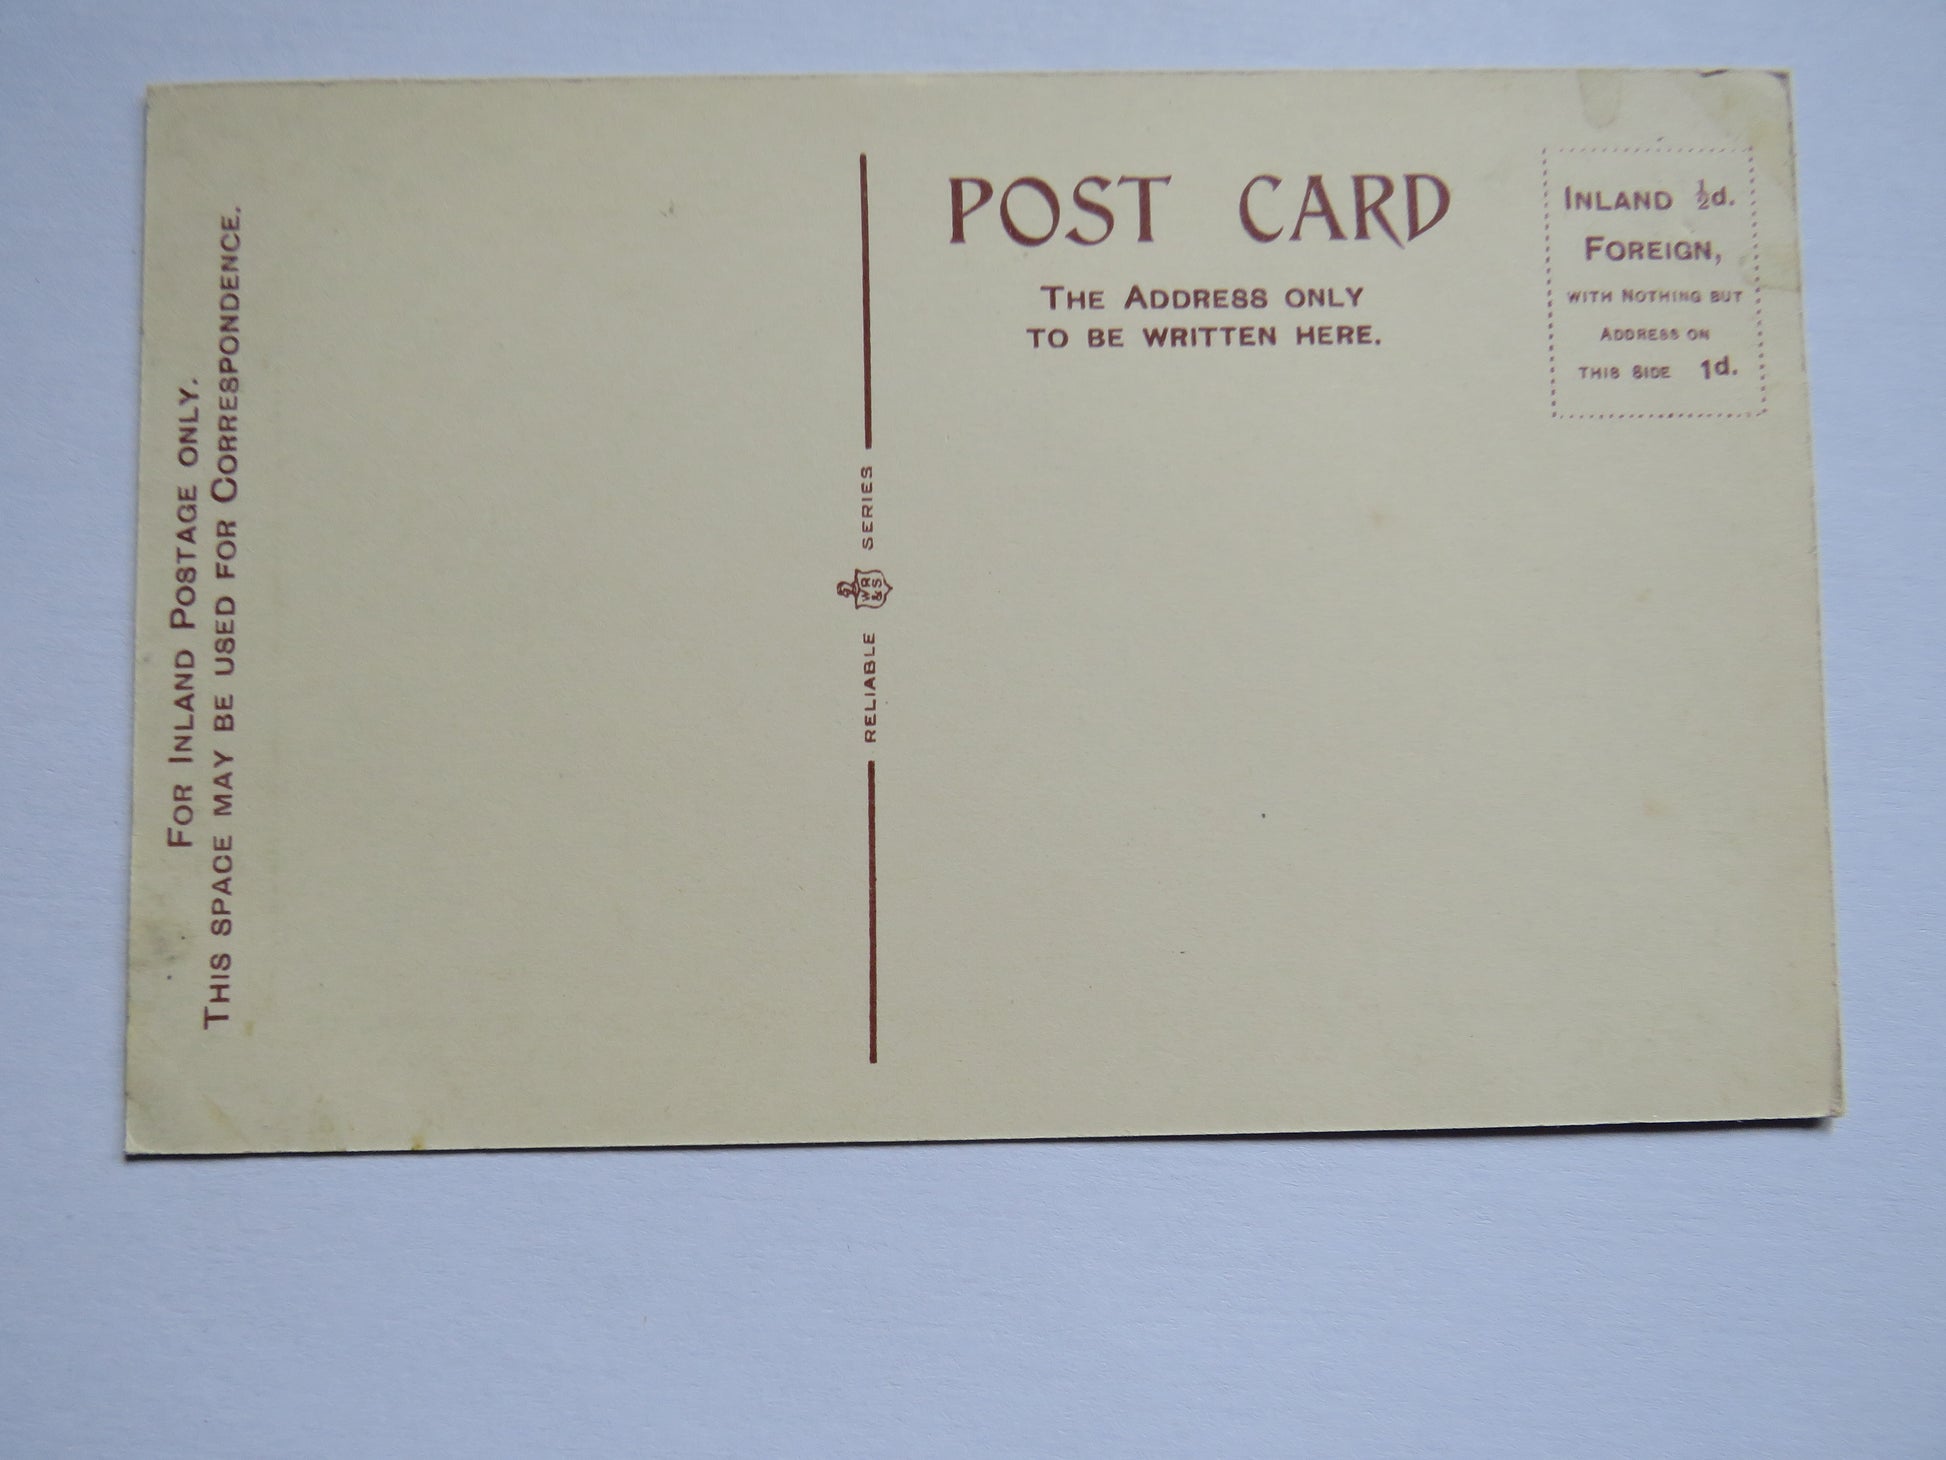 FOR INLAND POSTAGE ONLY.
THIS SPACE MAY BE USED FOR CORRESPONDENCE.
RELIABLE WR&S SERIES
POST CARD
THE ADDRESS ONLY
TO BE WRITTEN HERE.
INLAND ½d.
FOREIGN,
WITH NOTHING BUT
ADDRESS ON
THIS SIDE 1d.